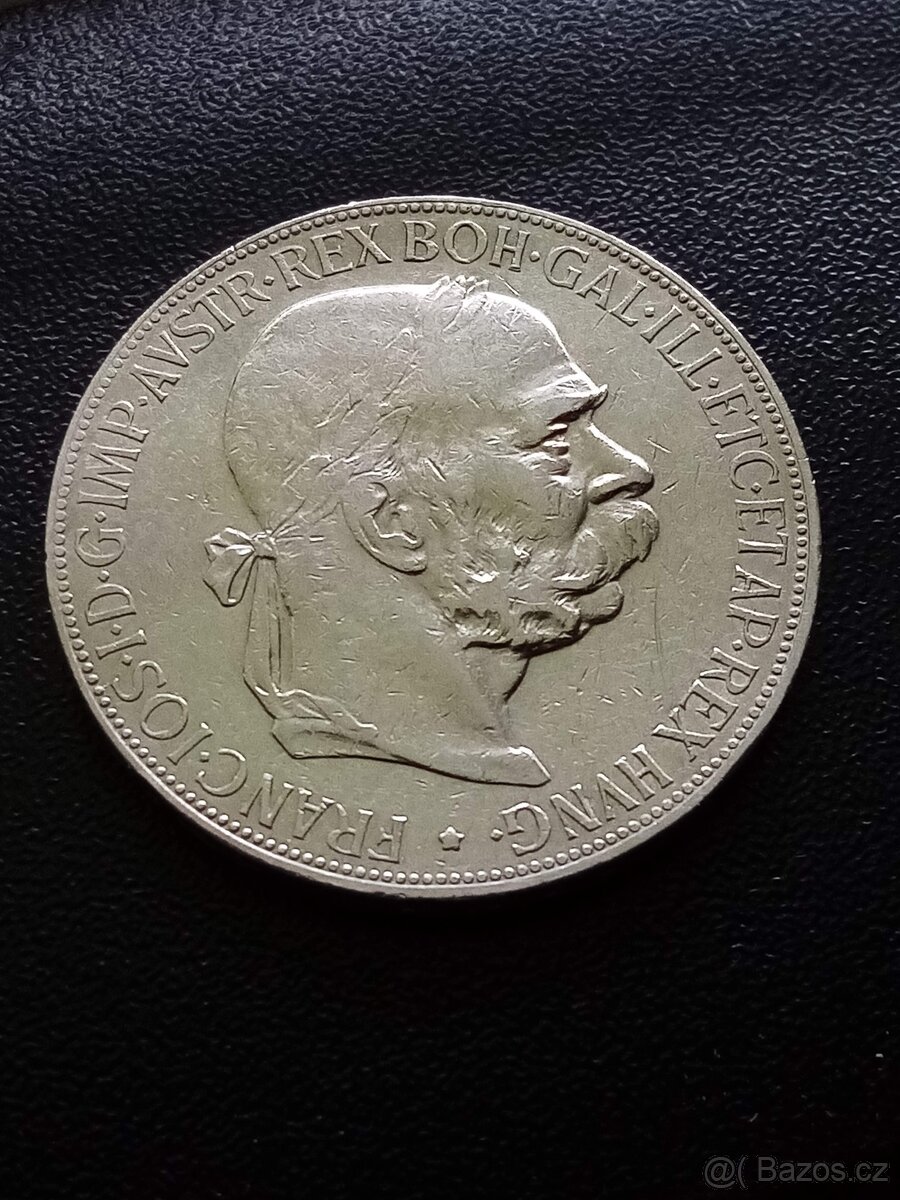 FRANC·IOS·I·D·G·IMP·AVSTR·REX BOH·GAL·ILL·ETC·ET AP·REX HVNG·
@( Bazos.cz